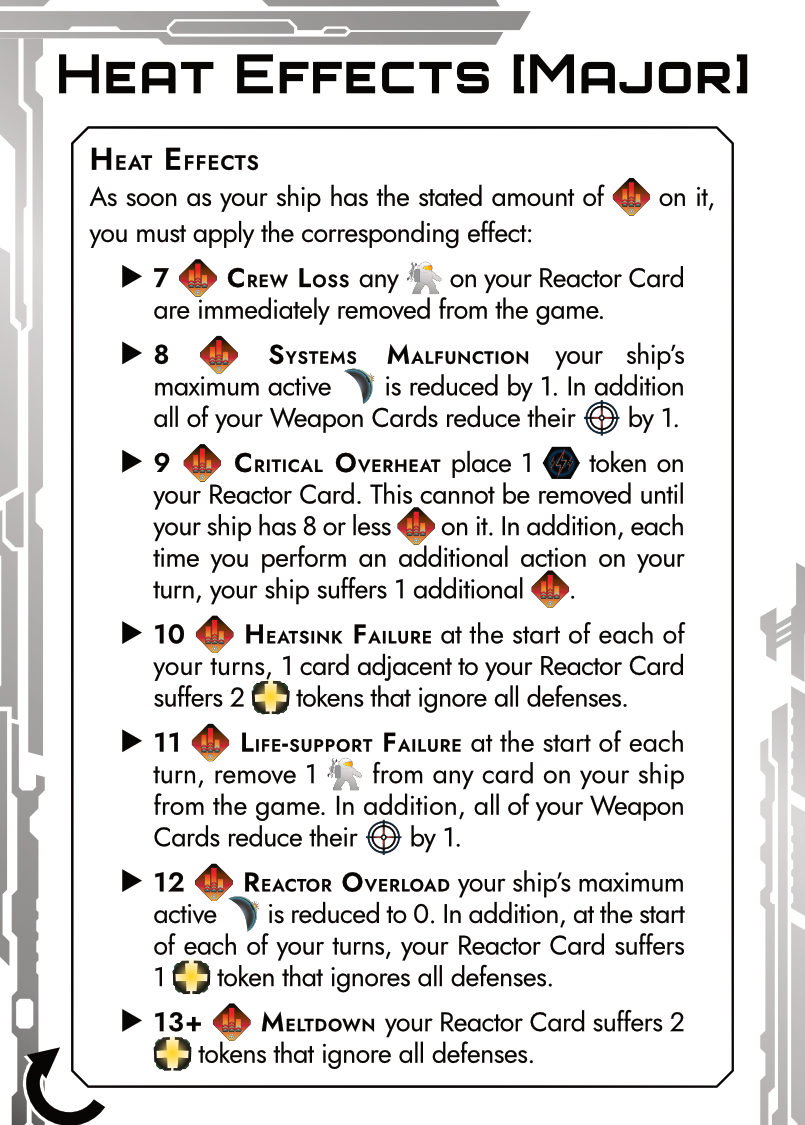 Heat Effects [Major]
Heat Effects
As soon as your ship has the stated amount of on it,
you must apply the corresponding effect:
▶ 7 Crew Loss any on your Reactor Card
are immediately removed from the game.
▶ 8 Systems Malfunction your ship's
maximum active is reduced by 1. In addition
all of your Weapon Cards reduce their by 1.
▶ 9 Critical Overheat place 1 token on
your Reactor Card. This cannot be removed until
your ship has 8 or less on it. In addition, each
time you perform an additional action on your
turn, your ship suffers 1 additional .
▶ 10 Heatsink Failure at the start of each of
your turns, 1 card adjacent to your Reactor Card
suffers 2 tokens that ignore all defenses.
▶ 11 Life-support Failure at the start of each
turn, remove 1 from any card on your ship
from the game. In addition, all of your Weapon
Cards reduce their by 1.
▶ 12 Reactor Overload your ship's maximum
active is reduced to 0. In addition, at the start
of each of your turns, your Reactor Card suffers
1 token that ignores all defenses.
▶ 13+ Meltdown your Reactor Card suffers 2
tokens that ignore all defenses.